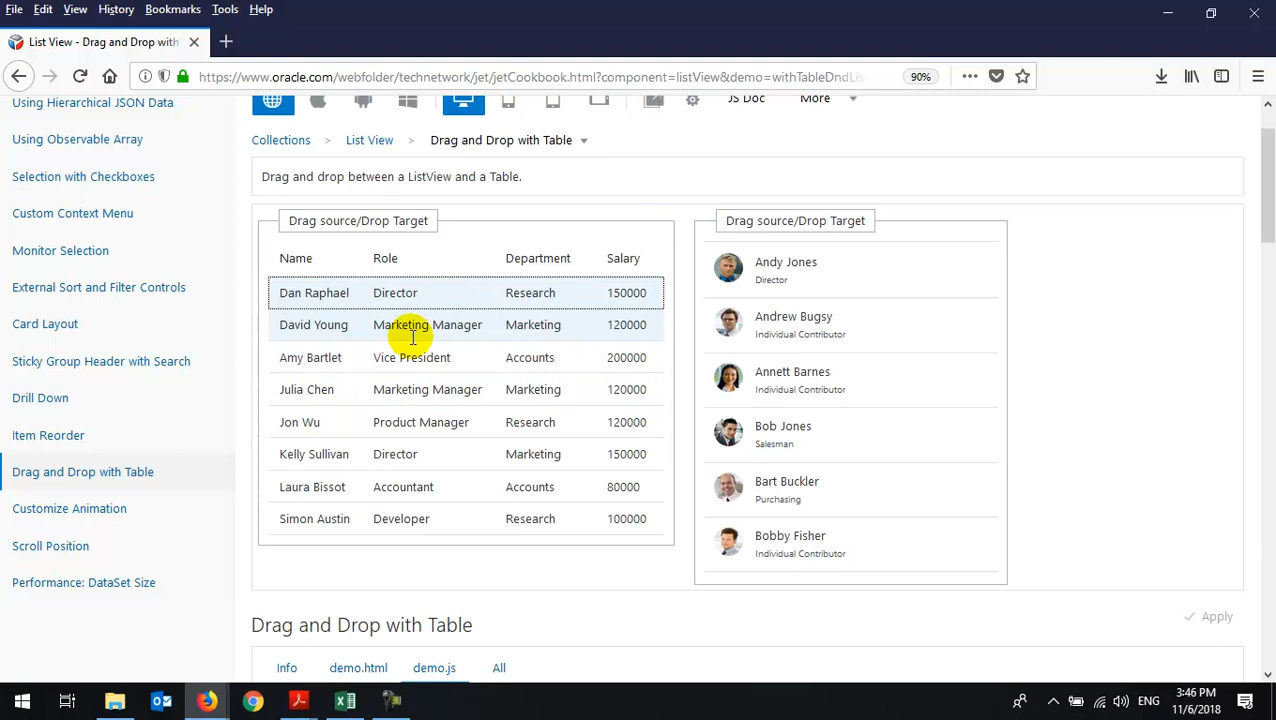 File Edit View History Bookmarks Tools Help
List View - Drag and Drop with
https://www.oracle.com/webfolder/technetwork/jet/jetCookbook.html?component=listView&demo=withTableDndLis
90%
Using Hierarchical JSON Data
Using Observable Array
Selection with Checkboxes
Custom Context Menu
Monitor Selection
External Sort and Filter Controls
Card Layout
Sticky Group Header with Search
Drill Down
Item Reorder
Drag and Drop with Table
Customize Animation
Scroll Position
Performance: DataSet Size
JS Doc More
Collections > List View > Drag and Drop with Table
Drag and drop between a ListView and a Table.
Drag source/Drop Target
Name Role Department Salary
Dan Raphael Director Research 150000
David Young Marketing Manager Marketing 120000
Amy Bartlet Vice President Accounts 200000
Julia Chen Marketing Manager Marketing 120000
Jon Wu Product Manager Research 120000
Kelly Sullivan Director Marketing 150000
Laura Bissot Accountant Accounts 80000
Simon Austin Developer Research 100000
Drag source/Drop Target
Andy Jones
Director
Andrew Bugsy
Individual Contributor
Annett Barnes
Individual Contributor
Bob Jones
Salesman
Bart Buckler
Purchasing
Bobby Fisher
Individual Contributor
Drag and Drop with Table
Apply
Info demo.html demo.js All
ENG
3:46 PM
11/6/2018